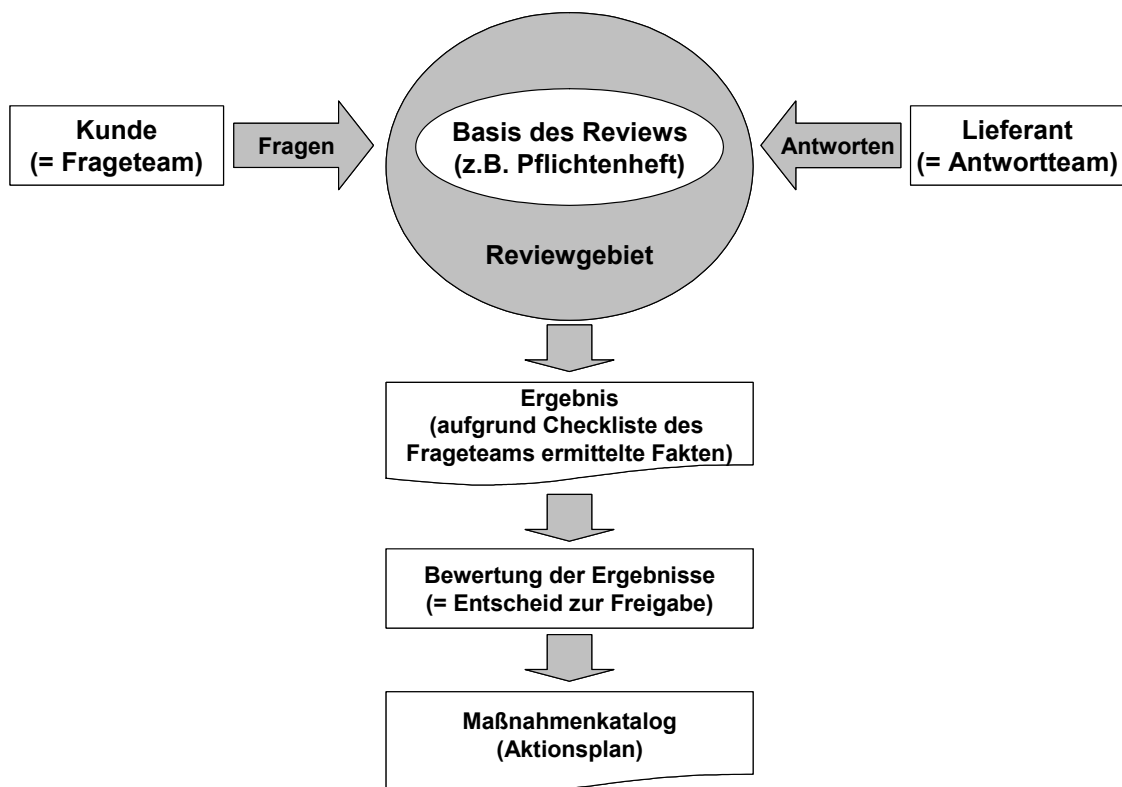 Kunde
(= Frageteam)
Fragen
Basis des Reviews
(z.B. Pflichtenheft)
Antworten
Lieferant
(= Antwortteam)
Reviewgebiet
Ergebnis
(aufgrund Checkliste des
Frageteams ermittelte Fakten)
Bewertung der Ergebnisse
(= Entscheid zur Freigabe)
Maßnahmenkatalog
(Aktionsplan)